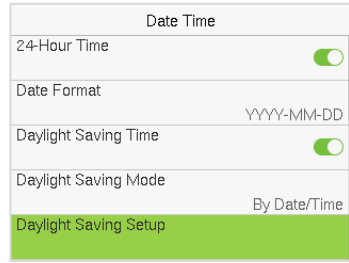 Date Time
24-Hour Time
Date Format
YYYY-MM-DD
Daylight Saving Time
Daylight Saving Mode
By Date/Time
Daylight Saving Setup